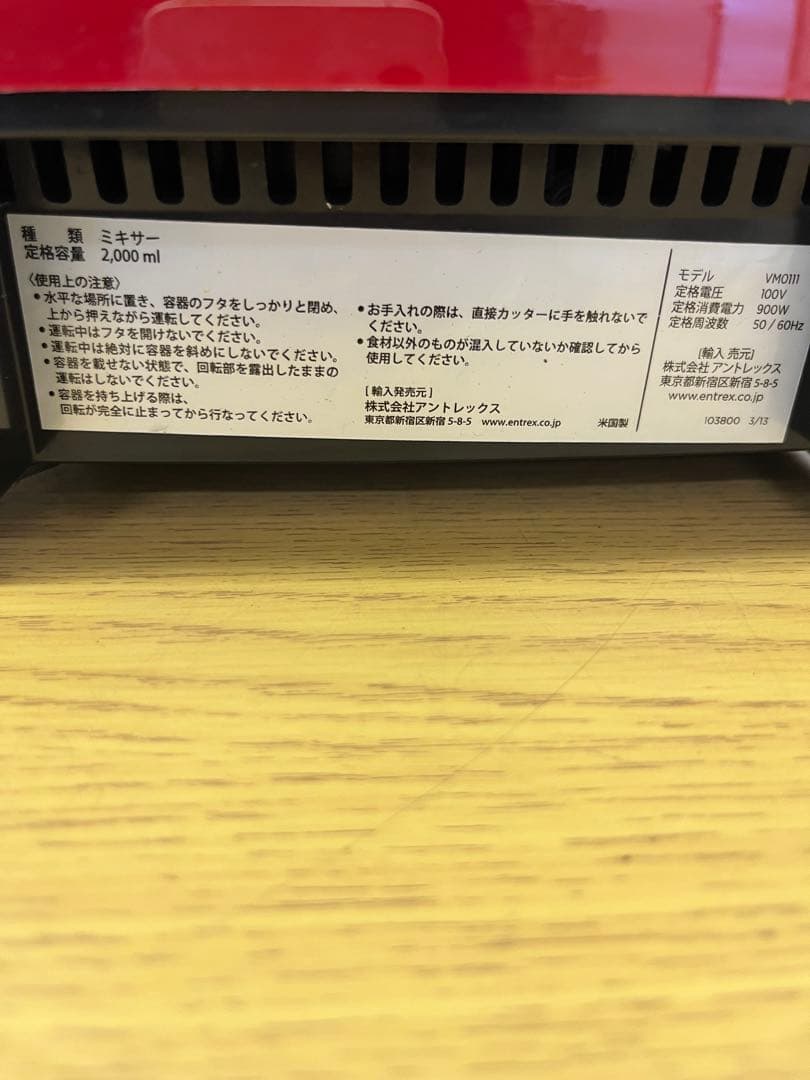 種　類　ミキサー
定格容量　2,000 ml
〈使用上の注意〉
●水平な場所に置き、容器のフタをしっかりと閉め、
上から押えながら運転してください。
●運転中はフタを開けないでください。
●運転中は絶対に容器を斜めにしないでください。
●容器を載せない状態で、回転部を露出したままの
運転はしないでください。
●容器を持ち上げる際は、
回転が完全に止まってから行なってください。
●お手入れの際は、直接カッターに手を触れないで
ください。
●食材以外のものが混入していないか確認してから
使用してください。
[ 輸入発売元 ]
株式会社アントレックス
東京都新宿区新宿 5-8-5　www.entrex.co.jp　米国製
モデル　VM0111
定格電圧　100V
定格消費電力　900W
定格周波数　50 / 60Hz
[輸入 売元]
株式会社 アントレックス
東京都新宿区新宿 5-8-5
www.entrex.co.jp
103800　3/13